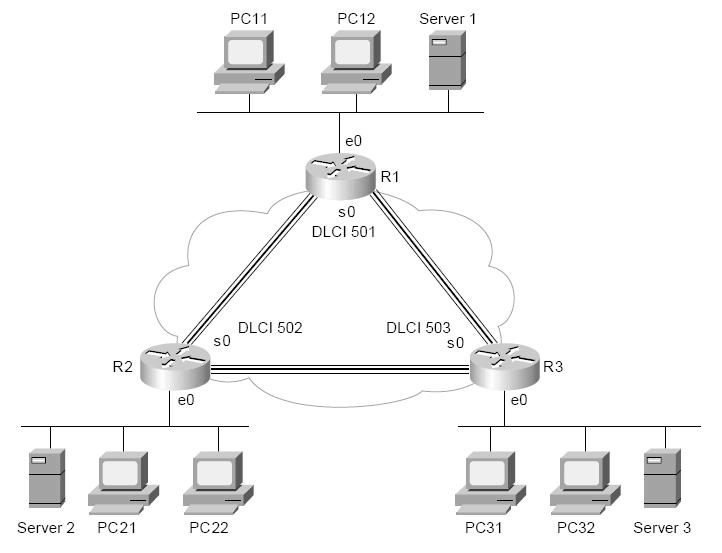 PC11 PC12 Server 1
e0
R1
s0
DLCI 501
DLCI 502 DLCI 503
s0 s0
R2 R3
e0 e0
Server 2 PC21 PC22 PC31 PC32 Server 3